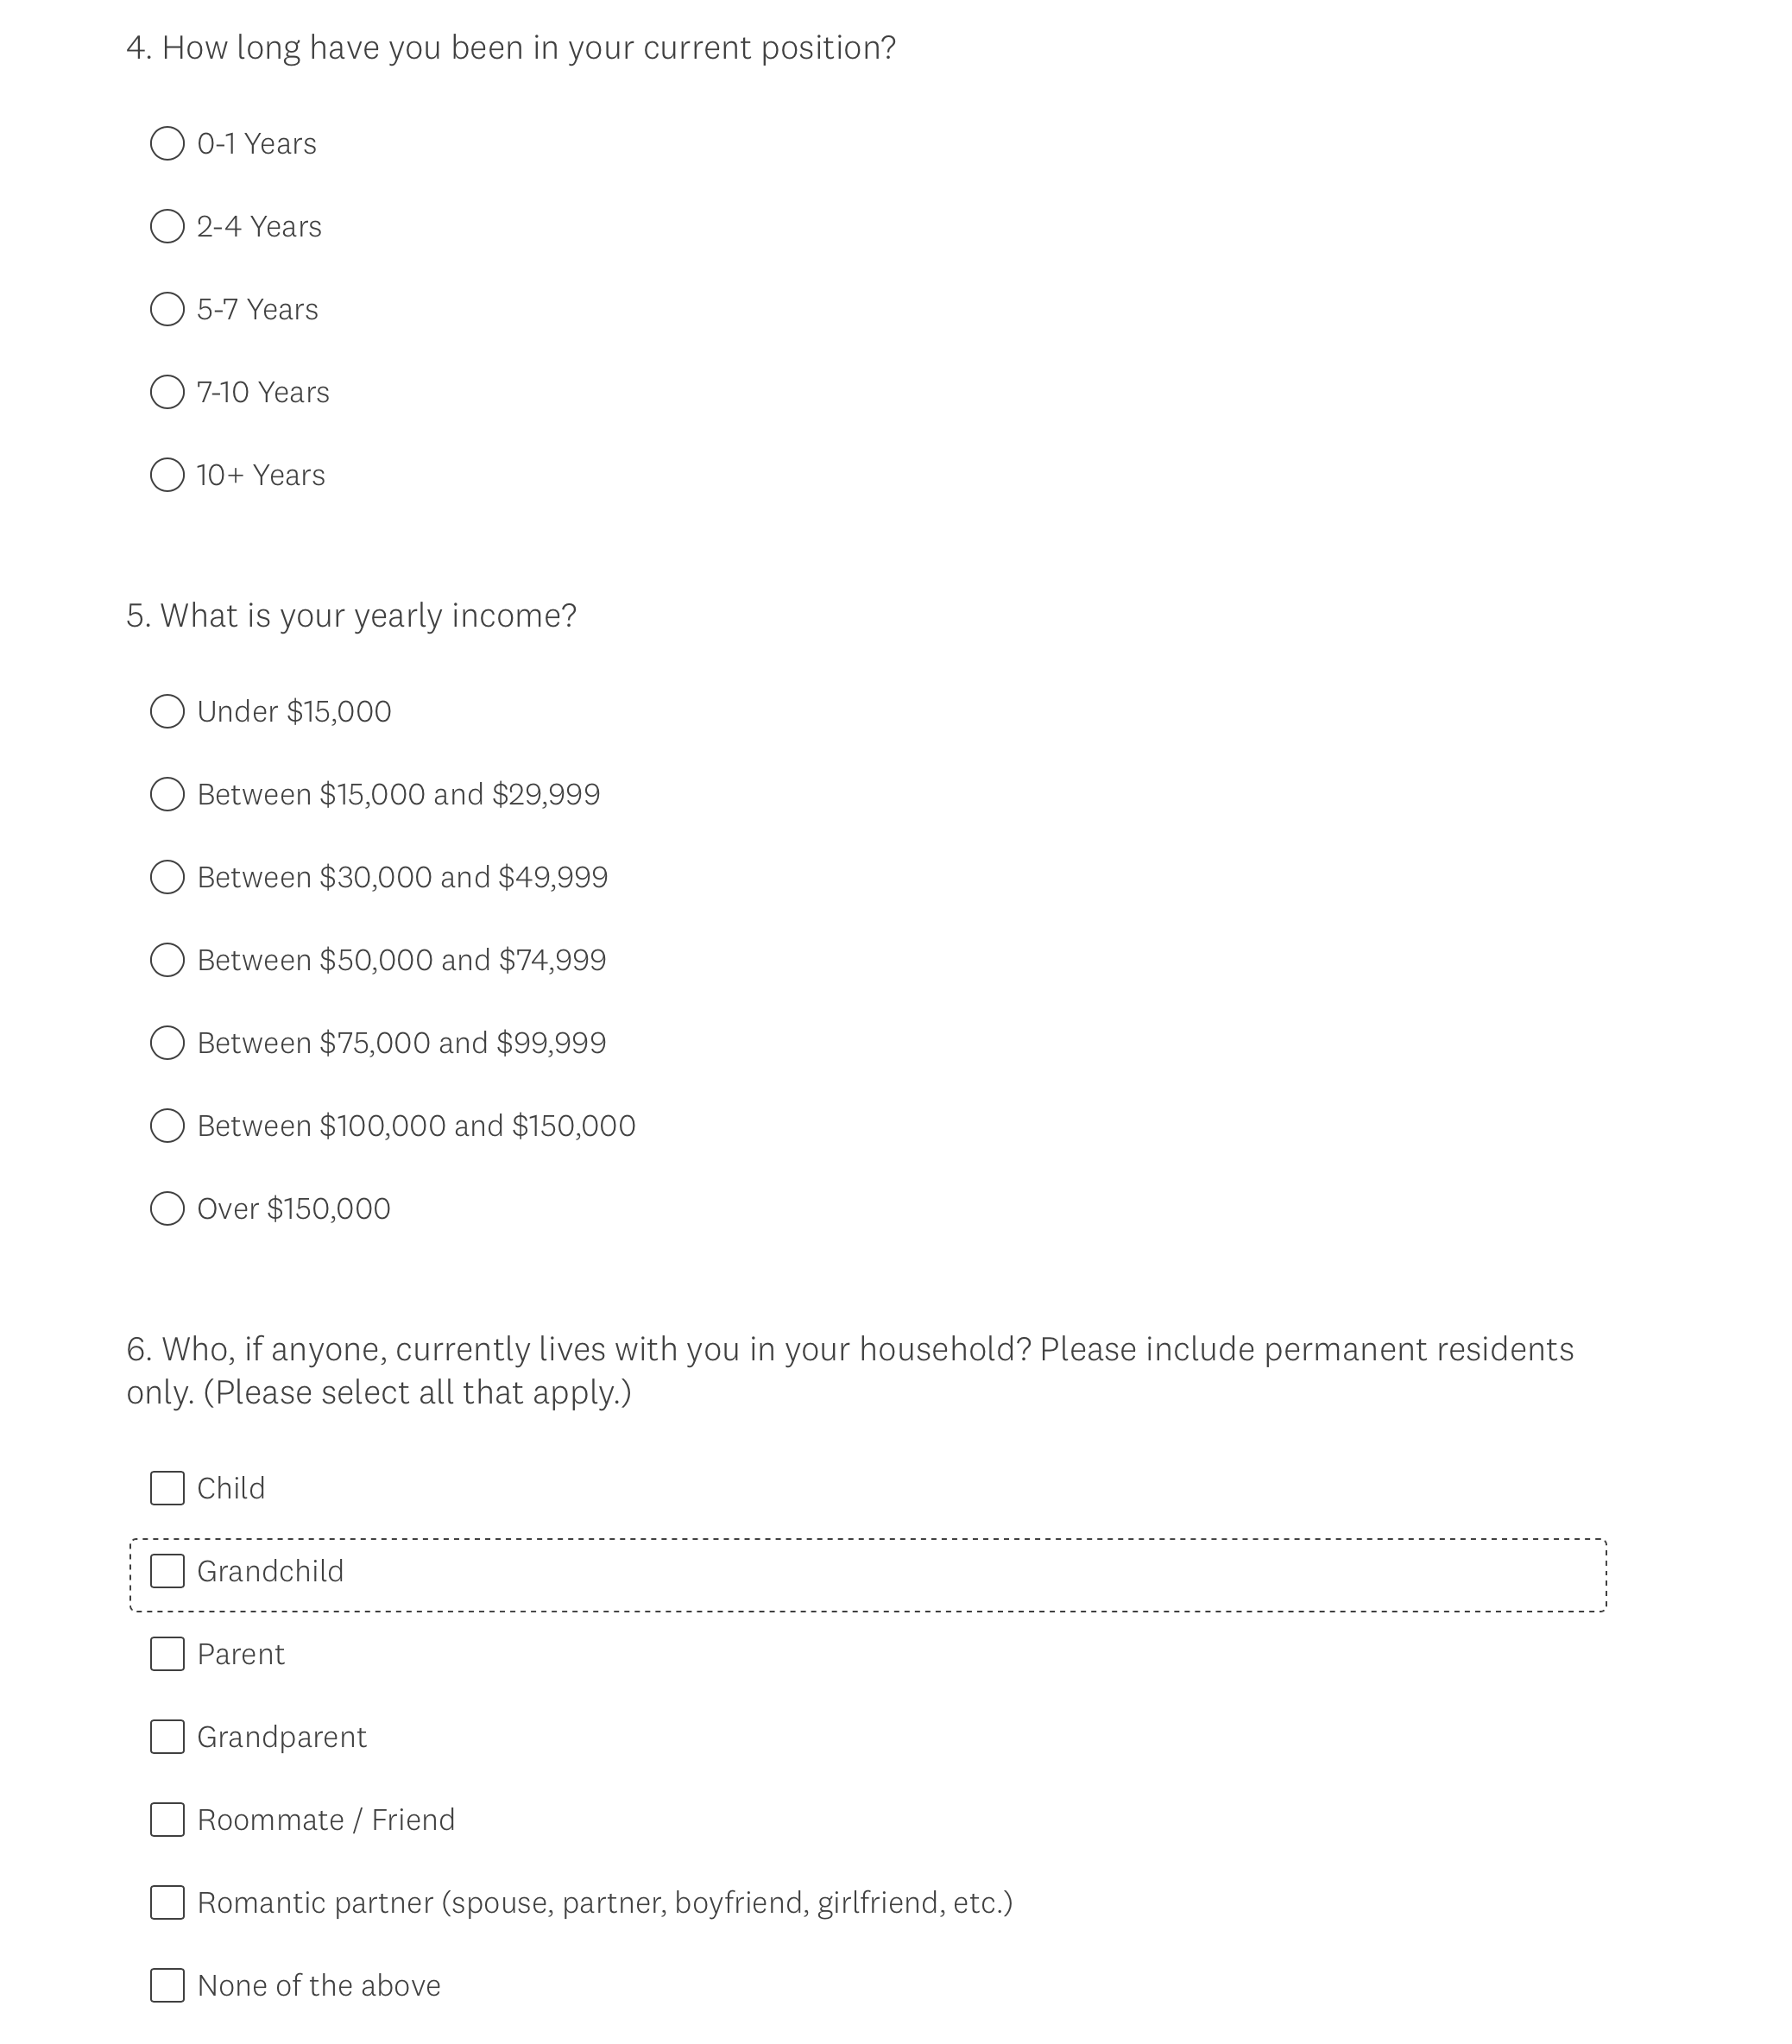 4. How long have you been in your current position?
0-1 Years
2-4 Years
5-7 Years
7-10 Years
10+ Years
5. What is your yearly income?
Under $15,000
Between $15,000 and $29,999
Between $30,000 and $49,999
Between $50,000 and $74,999
Between $75,000 and $99,999
Between $100,000 and $150,000
Over $150,000
6. Who, if anyone, currently lives with you in your household? Please include permanent residents
only. (Please select all that apply.)
Child
Grandchild
Parent
Grandparent
Roommate / Friend
Romantic partner (spouse, partner, boyfriend, girlfriend, etc.)
None of the above